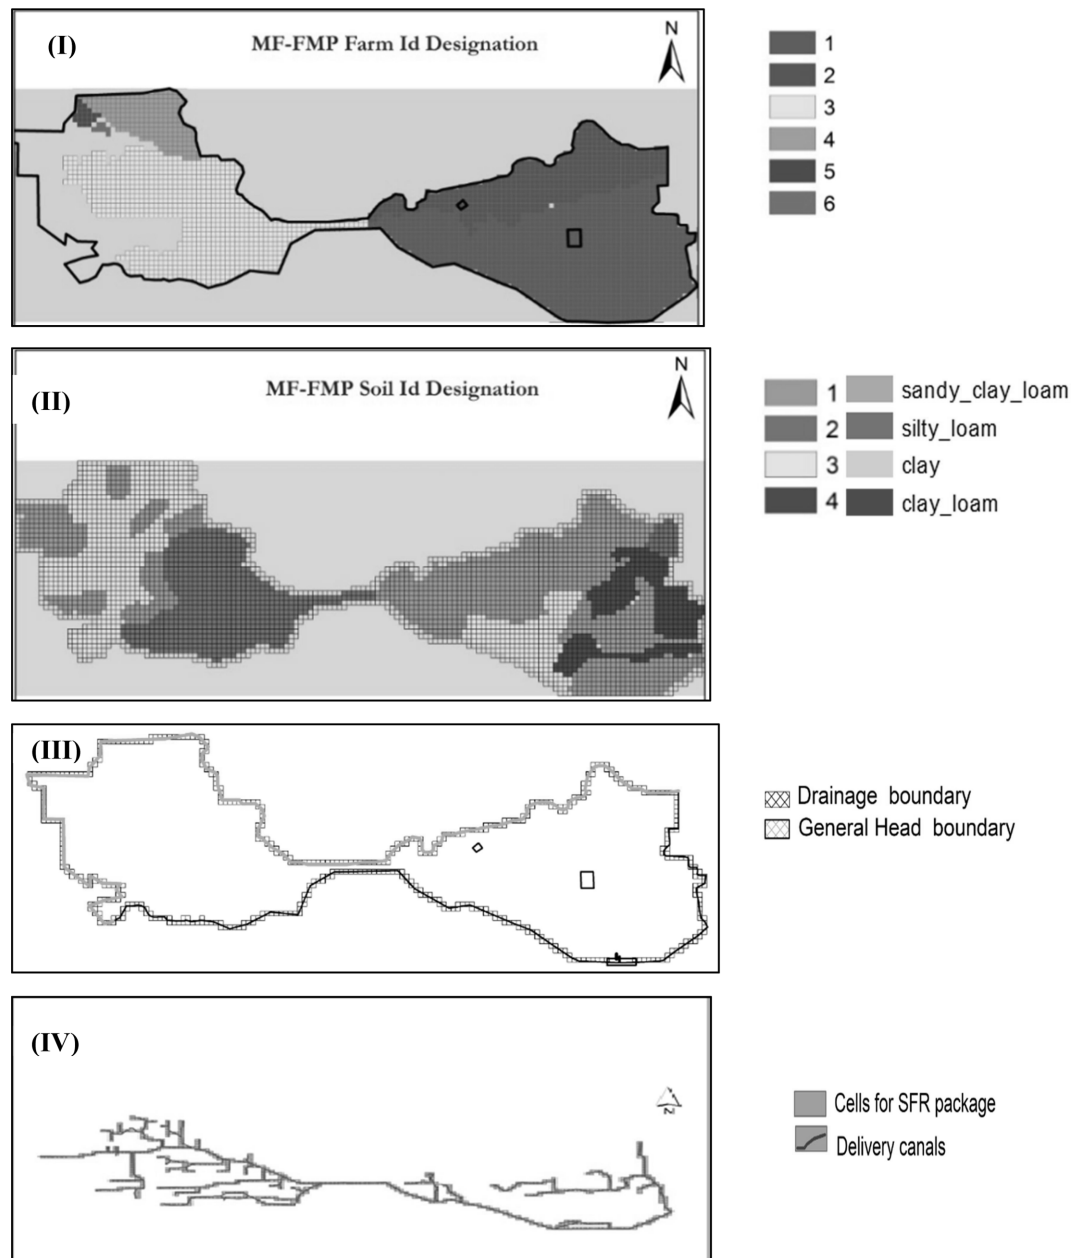 (I)
MF-FMP Farm Id Designation
N
1
2
3
4
5
6
(II)
MF-FMP Soil Id Designation
N
1 sandy_clay_loam
2 silty_loam
3 clay
4 clay_loam
(III)
Drainage boundary
General Head boundary
(IV)
N
Cells for SFR package
Delivery canals